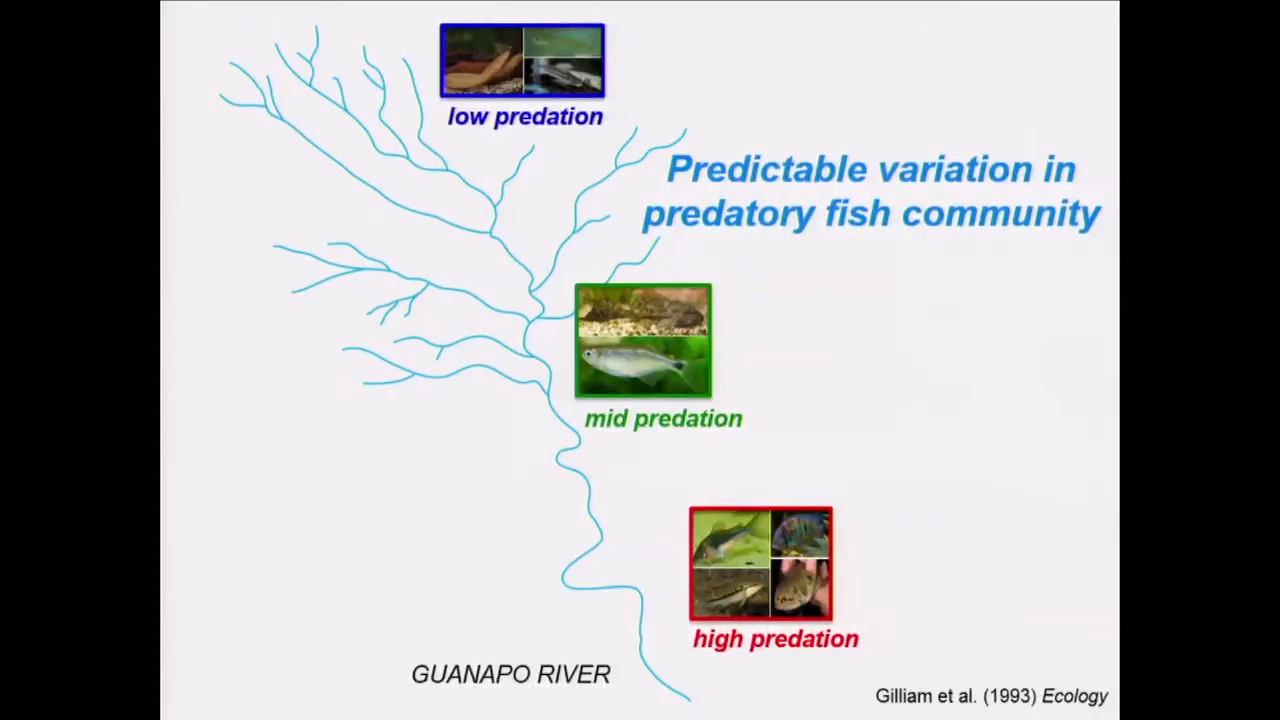 low predation
Predictable variation in
predatory fish community
mid predation
high predation
GUANAPO RIVER
Gilliam et al. (1993) Ecology